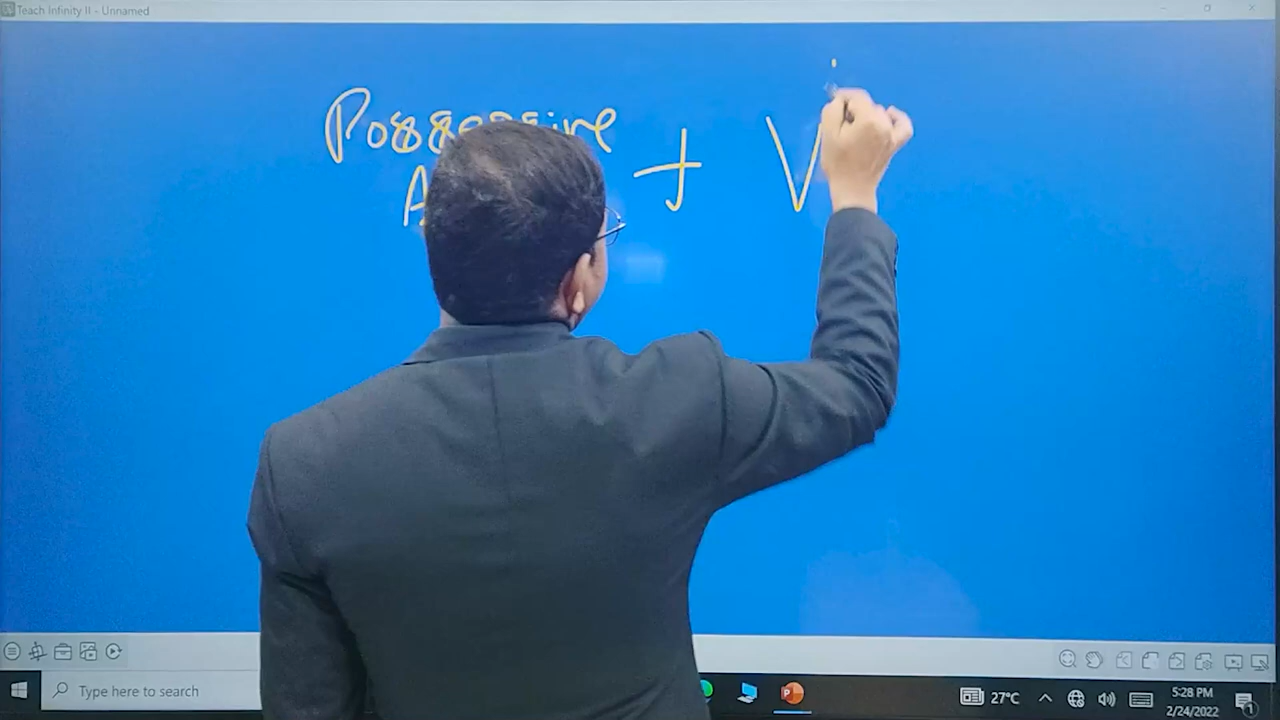 Teach Infinity II - Unnamed
Possessive + V
A
Type here to search
27°C
5:28 PM
2/24/2022